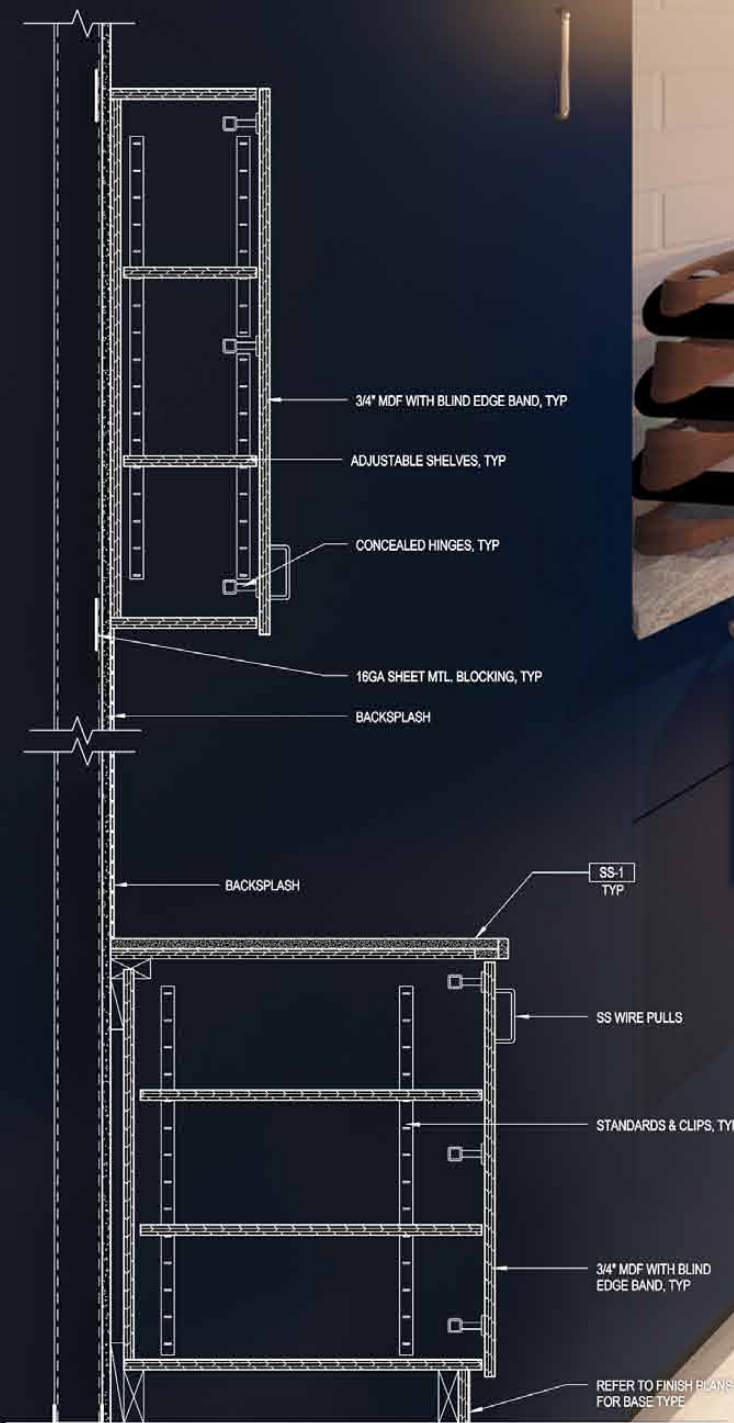 3/4" MDF WITH BLIND EDGE BAND, TYP
ADJUSTABLE SHELVES, TYP
CONCEALED HINGES, TYP
16GA SHEET MTL. BLOCKING, TYP
BACKSPLASH
BACKSPLASH
SS-1
TYP
SS WIRE PULLS
STANDARDS & CLIPS, TYP
3/4" MDF WITH BLIND
EDGE BAND, TYP
REFER TO FINISH PLANS
FOR BASE TYPE